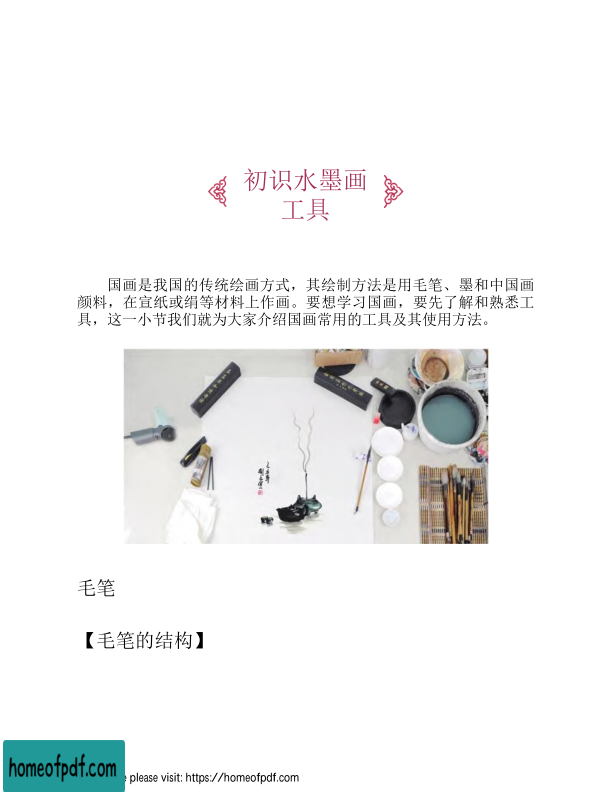 初识水墨画
工具
国画是我国的传统绘画方式，其绘制方法是用毛笔、墨和中国画
颜料，在宣纸或绢等材料上作画。要想学习国画，要先了解和熟悉工
具，这一小节我们就为大家介绍国画常用的工具及其使用方法。
毛笔
【毛笔的结构】
homeofpdf.com
e please visit: https://homeofpdf.com